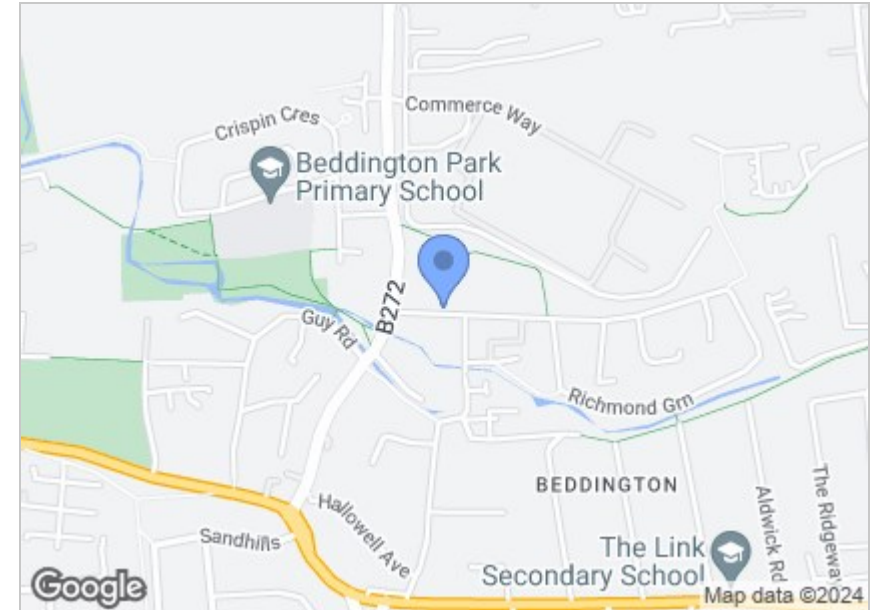 Commerce Way
Crispin Cres
Beddington Park
Primary School
B272
Guy Rd
Richmond Grn
BEDDINGTON
Hallowell Ave
Sandhills
Aldwick Rd
The Ridgeway
The Link
Secondary School
Google
Map data ©2024